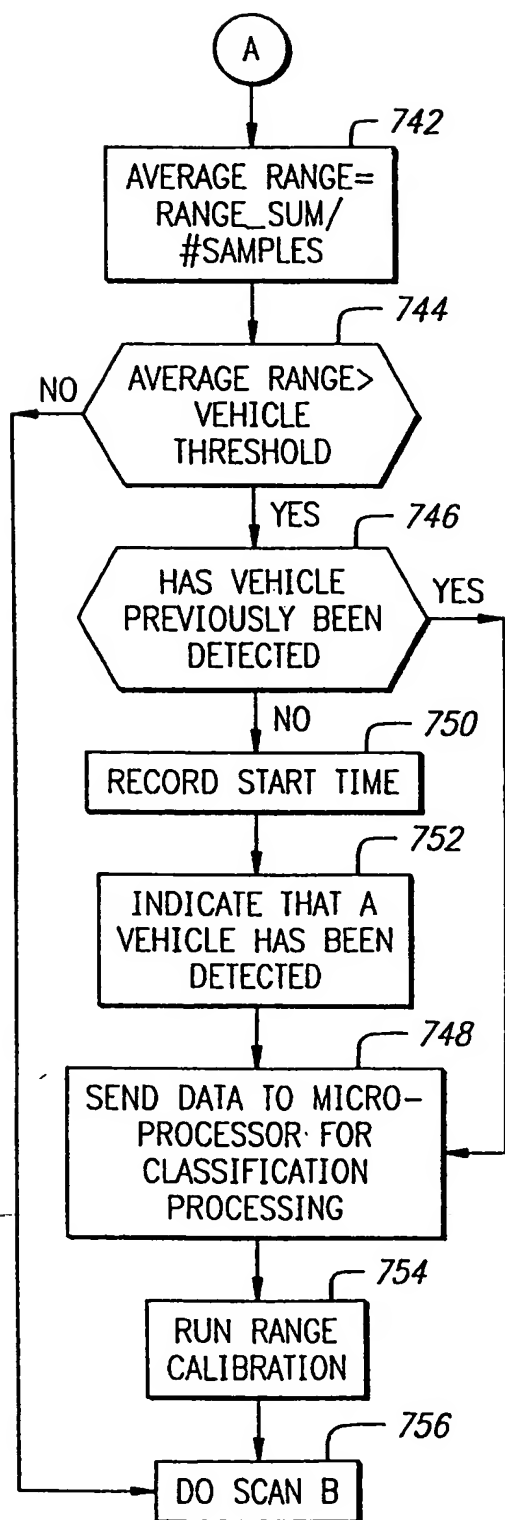 A
742
AVERAGE RANGE=
RANGE_SUM/
#SAMPLES
744
NO
AVERAGE RANGE>
VEHICLE
THRESHOLD
YES
746
HAS VEHICLE
PREVIOUSLY BEEN
DETECTED
YES
NO
750
RECORD START TIME
752
INDICATE THAT A
VEHICLE HAS BEEN
DETECTED
748
SEND DATA TO MICRO-
PROCESSOR FOR
CLASSIFICATION
PROCESSING
754
RUN RANGE
CALIBRATION
756
DO SCAN B